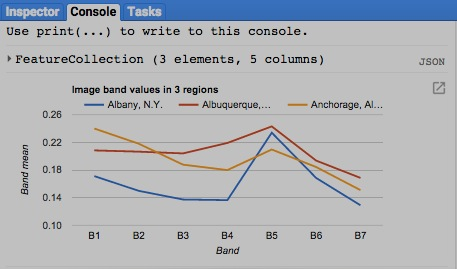 Inspector Console Tasks
Use print(...) to write to this console.
FeatureCollection (3 elements, 5 columns) JSON
Image band values in 3 regions
Albany, N.Y. Albuquerque,... Anchorage, Al...
0.26
0.22
0.18
0.14
0.10
Band mean
B1 B2 B3 B4 B5 B6 B7
Band